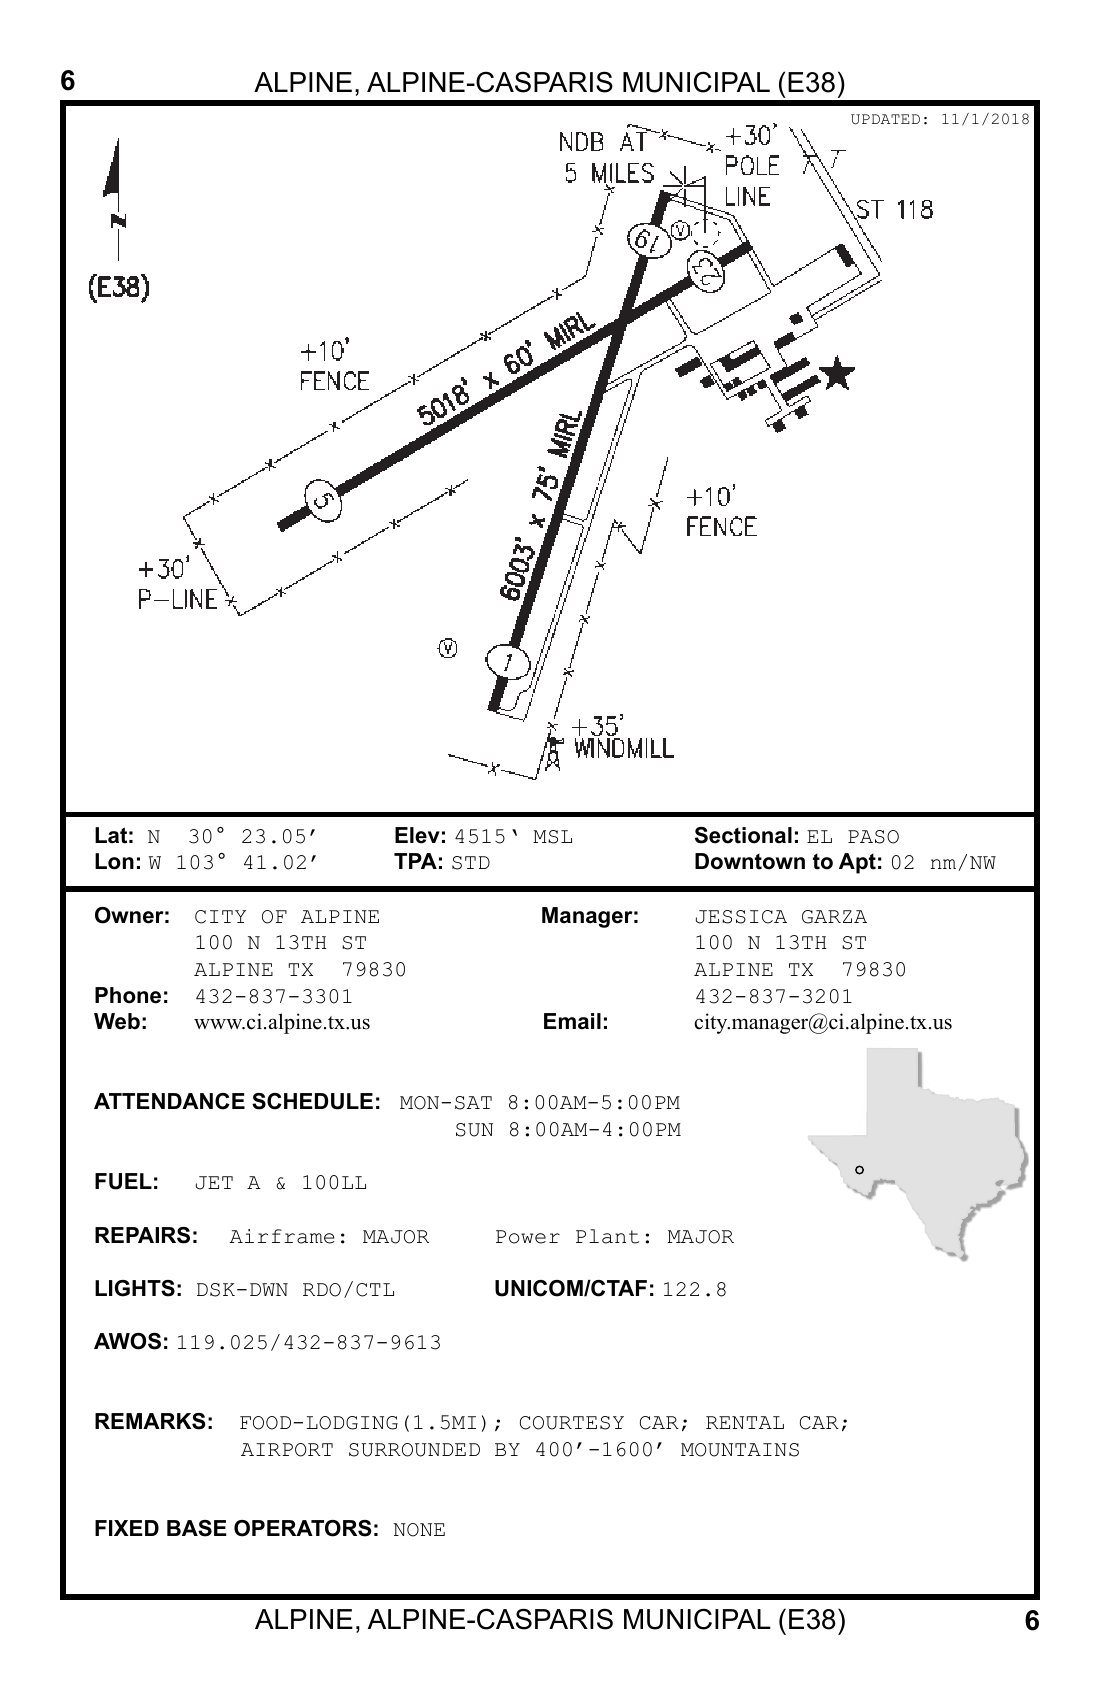 6 ALPINE, ALPINE-CASPARIS MUNICIPAL (E38)
UPDATED: 11/1/2018
NDB AT
5 MILES
+30'
POLE
LINE
ST 118
N
(E38)
19
V
23
+10'
FENCE
5018' x 60' MIRL
6003' x 75' MIRL
5
+10'
FENCE
+30'
P-LINE
V
1
+35'
WINDMILL
Lat: N 30° 23.05′ Elev: 4515‘ MSL Sectional: EL PASO
Lon: W 103° 41.02′ TPA: STD Downtown to Apt: 02 nm/NW
Owner: CITY OF ALPINE Manager: JESSICA GARZA
100 N 13TH ST 100 N 13TH ST
ALPINE TX 79830 ALPINE TX 79830
Phone: 432-837-3301 432-837-3201
Web: www.ci.alpine.tx.us Email: city.manager@ci.alpine.tx.us
ATTENDANCE SCHEDULE: MON-SAT 8:00AM-5:00PM
SUN 8:00AM-4:00PM
FUEL: JET A & 100LL
REPAIRS: Airframe: MAJOR Power Plant: MAJOR
LIGHTS: DSK-DWN RDO/CTL UNICOM/CTAF: 122.8
AWOS: 119.025/432-837-9613
REMARKS: FOOD-LODGING(1.5MI); COURTESY CAR; RENTAL CAR;
AIRPORT SURROUNDED BY 400′-1600′ MOUNTAINS
FIXED BASE OPERATORS: NONE
ALPINE, ALPINE-CASPARIS MUNICIPAL (E38) 6